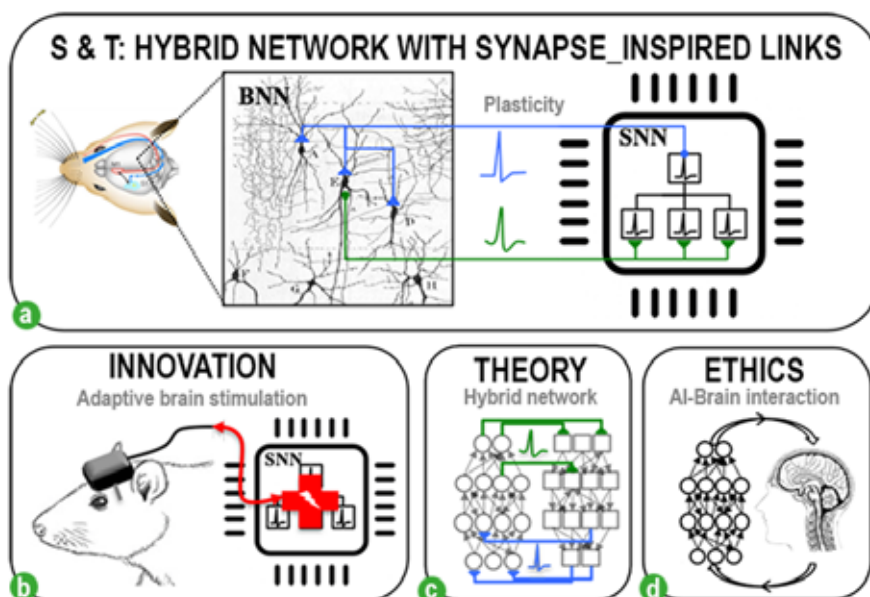 S & T: HYBRID NETWORK WITH SYNAPSE_INSPIRED LINKS
BNN
Plasticity
SNN
A
E
D
F
G
H
a
INNOVATION
Adaptive brain stimulation
SNN
b
THEORY
Hybrid network
c
ETHICS
AI-Brain interaction
d